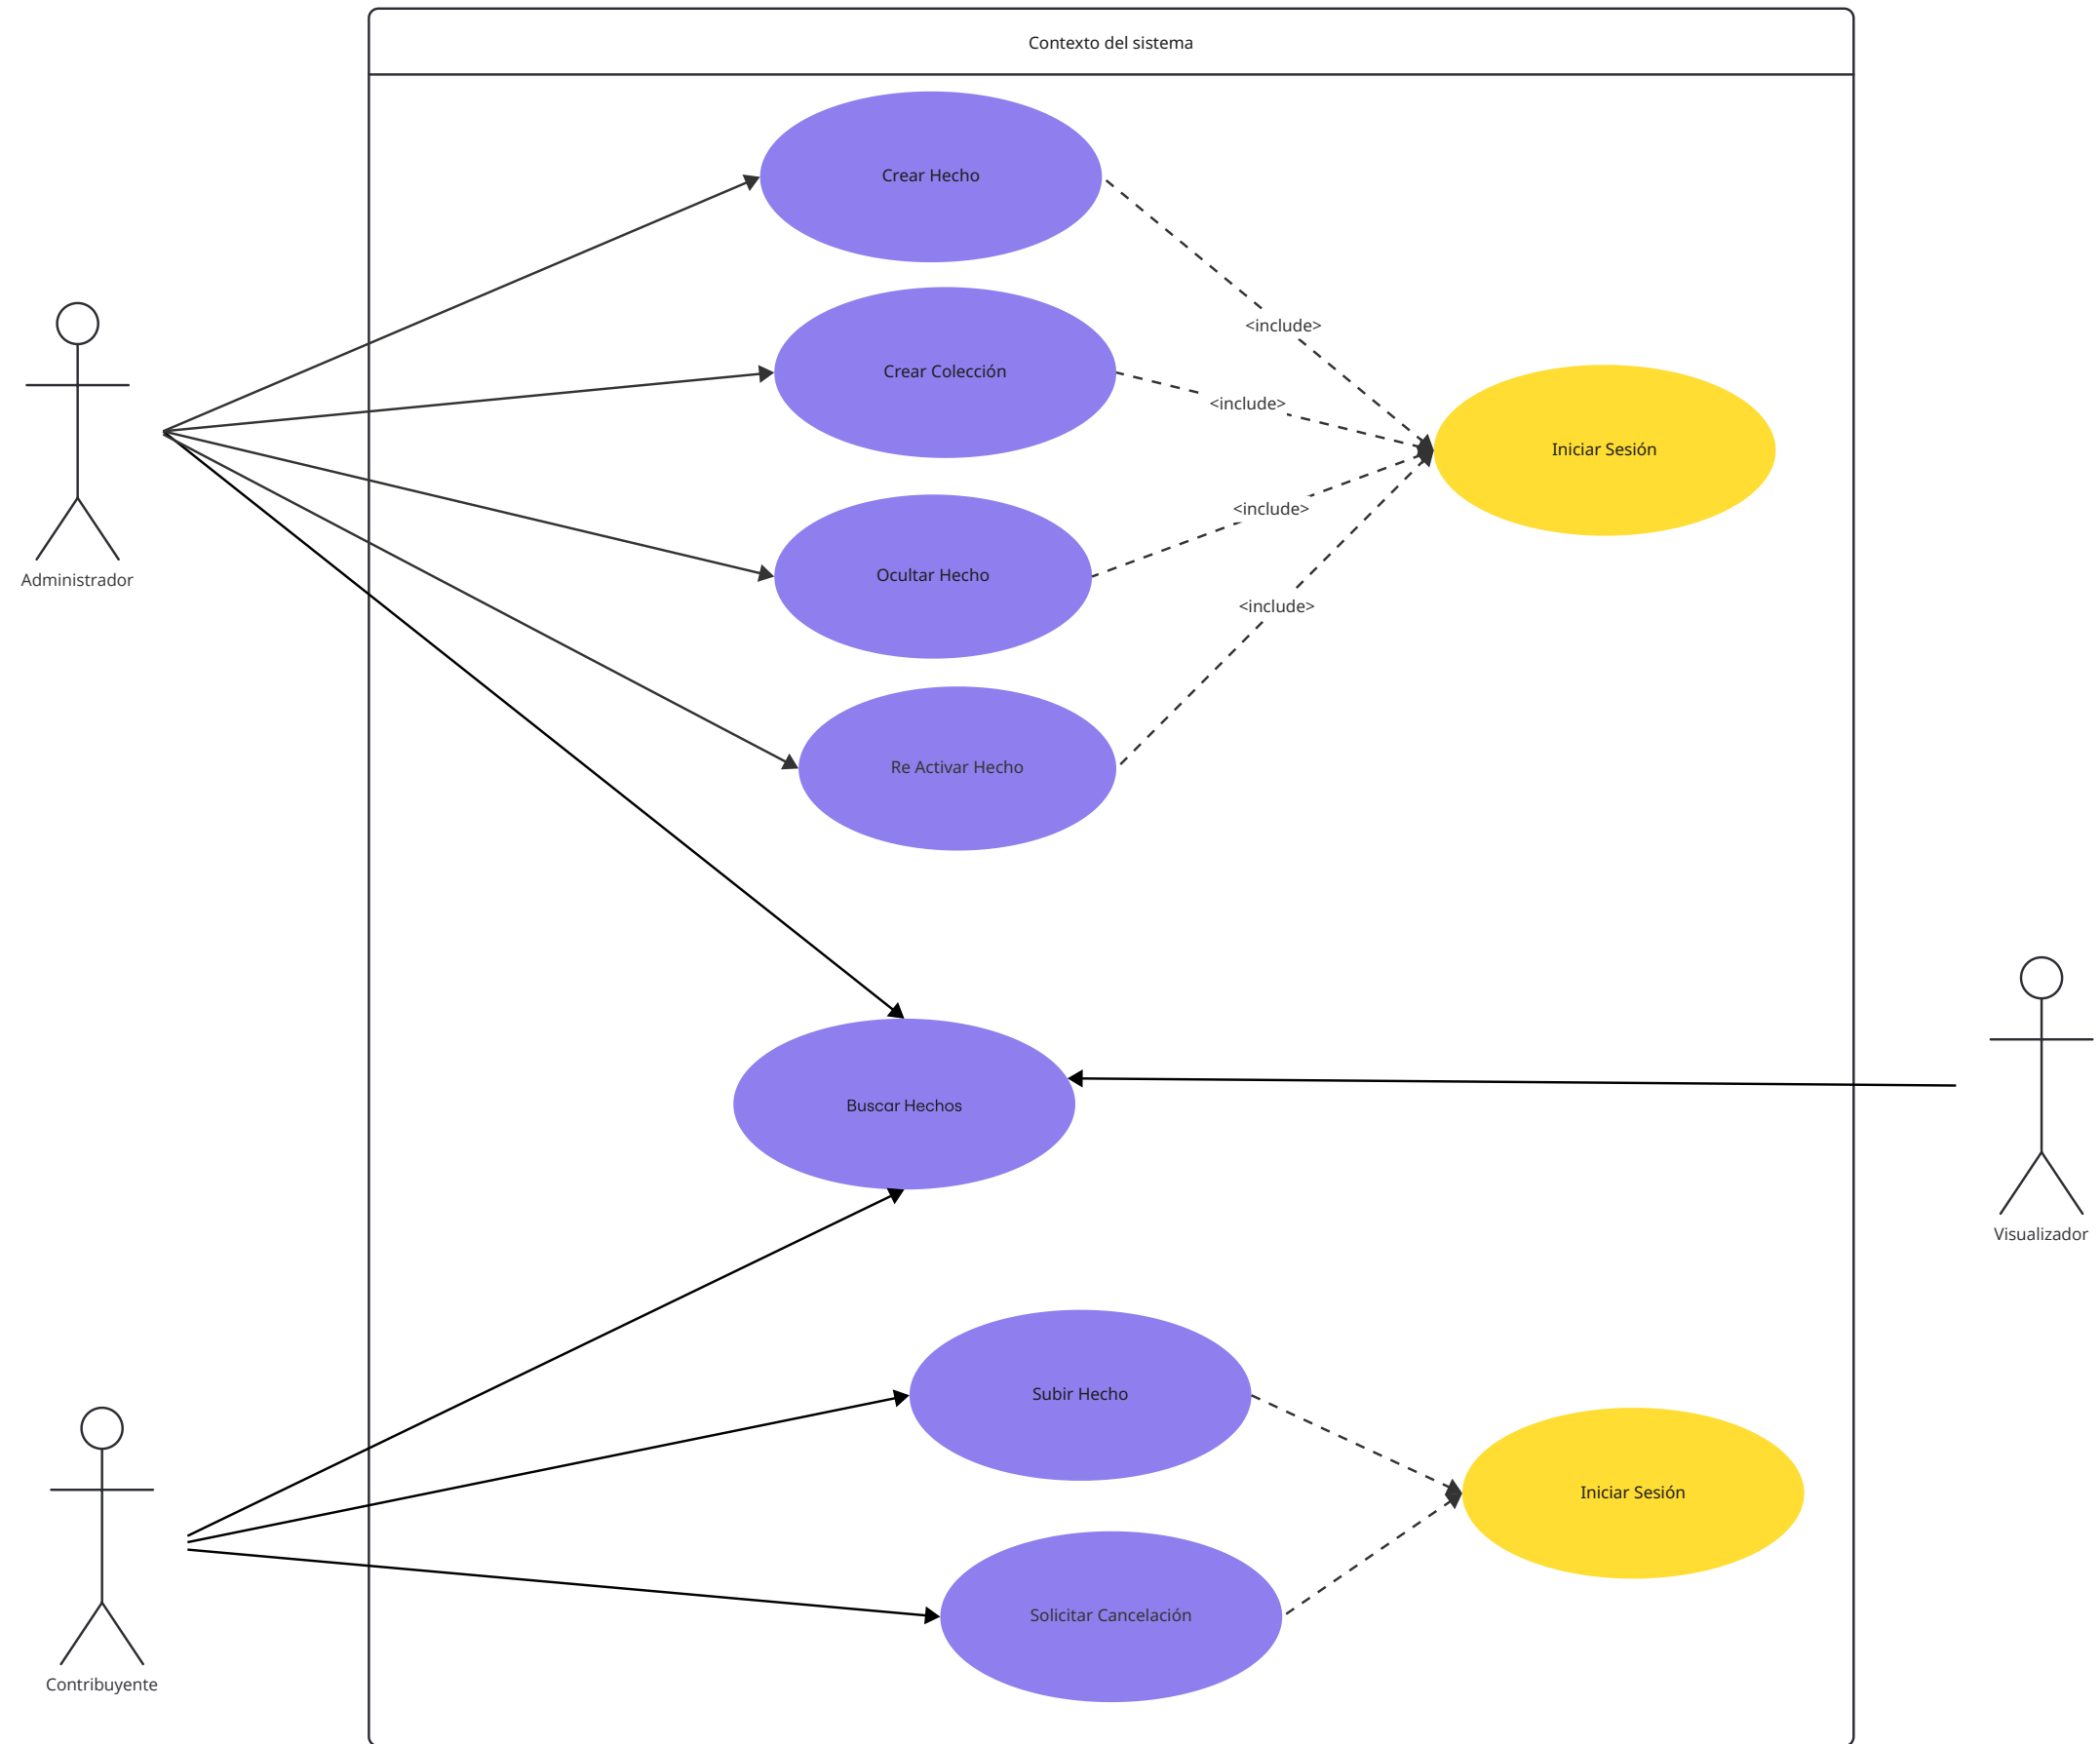 Contexto del sistema
Crear Hecho
<include>
Crear Colección
<include>
Iniciar Sesión
<include>
Ocultar Hecho
Administrador
<include>
Re Activar Hecho
Buscar Hechos
Visualizador
Subir Hecho
Iniciar Sesión
Solicitar Cancelación
Contribuyente